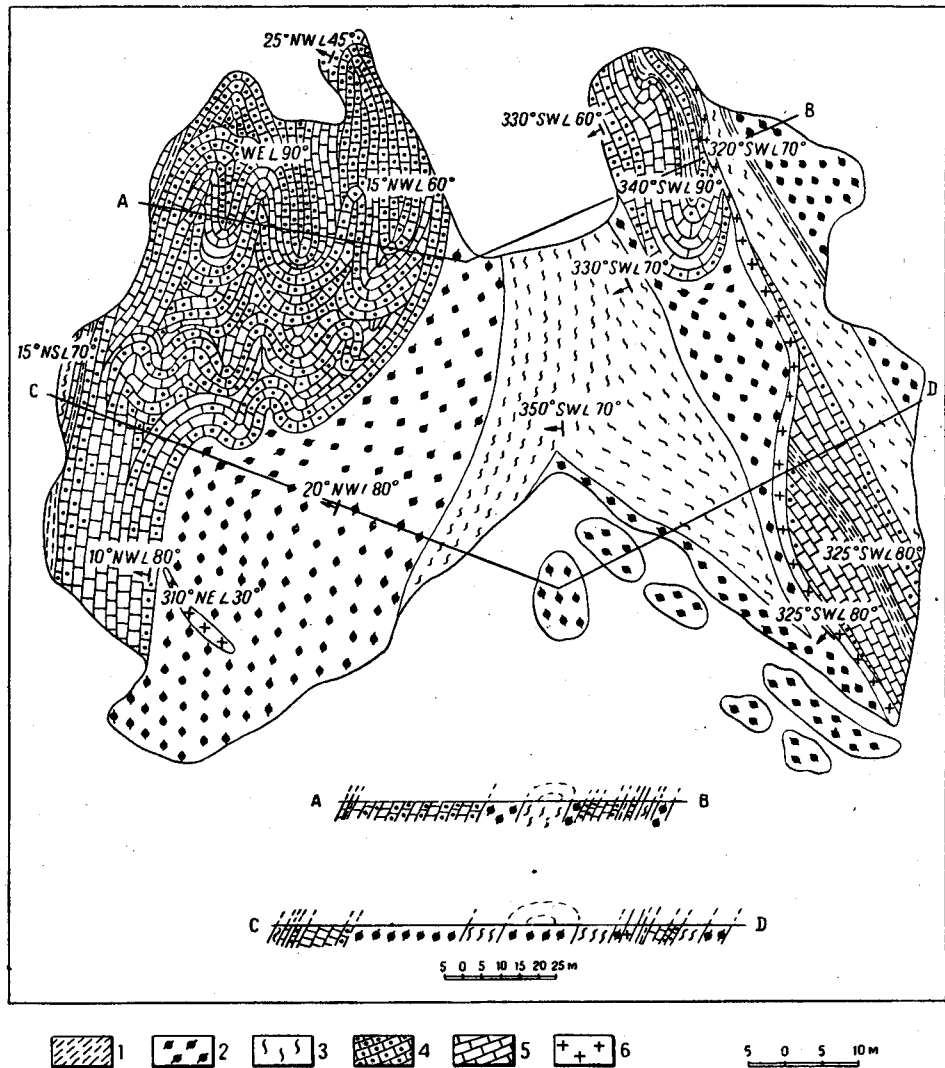 25°NW∠45°
B
330°SW∠60°
320°SW∠70°
WE∠90°
15°NW∠60°
340°SW∠90°
A
330°SW∠70°
15°NS∠70°
C
D
350°SW∠70°
20°NW∠80°
10°NW∠80°
325°SW∠80°
310°NE∠30°
325°SW∠80°
A B
C D
5 0 5 10 15 20 25 м
1 2 3 4 5 6 5 0 5 10 м